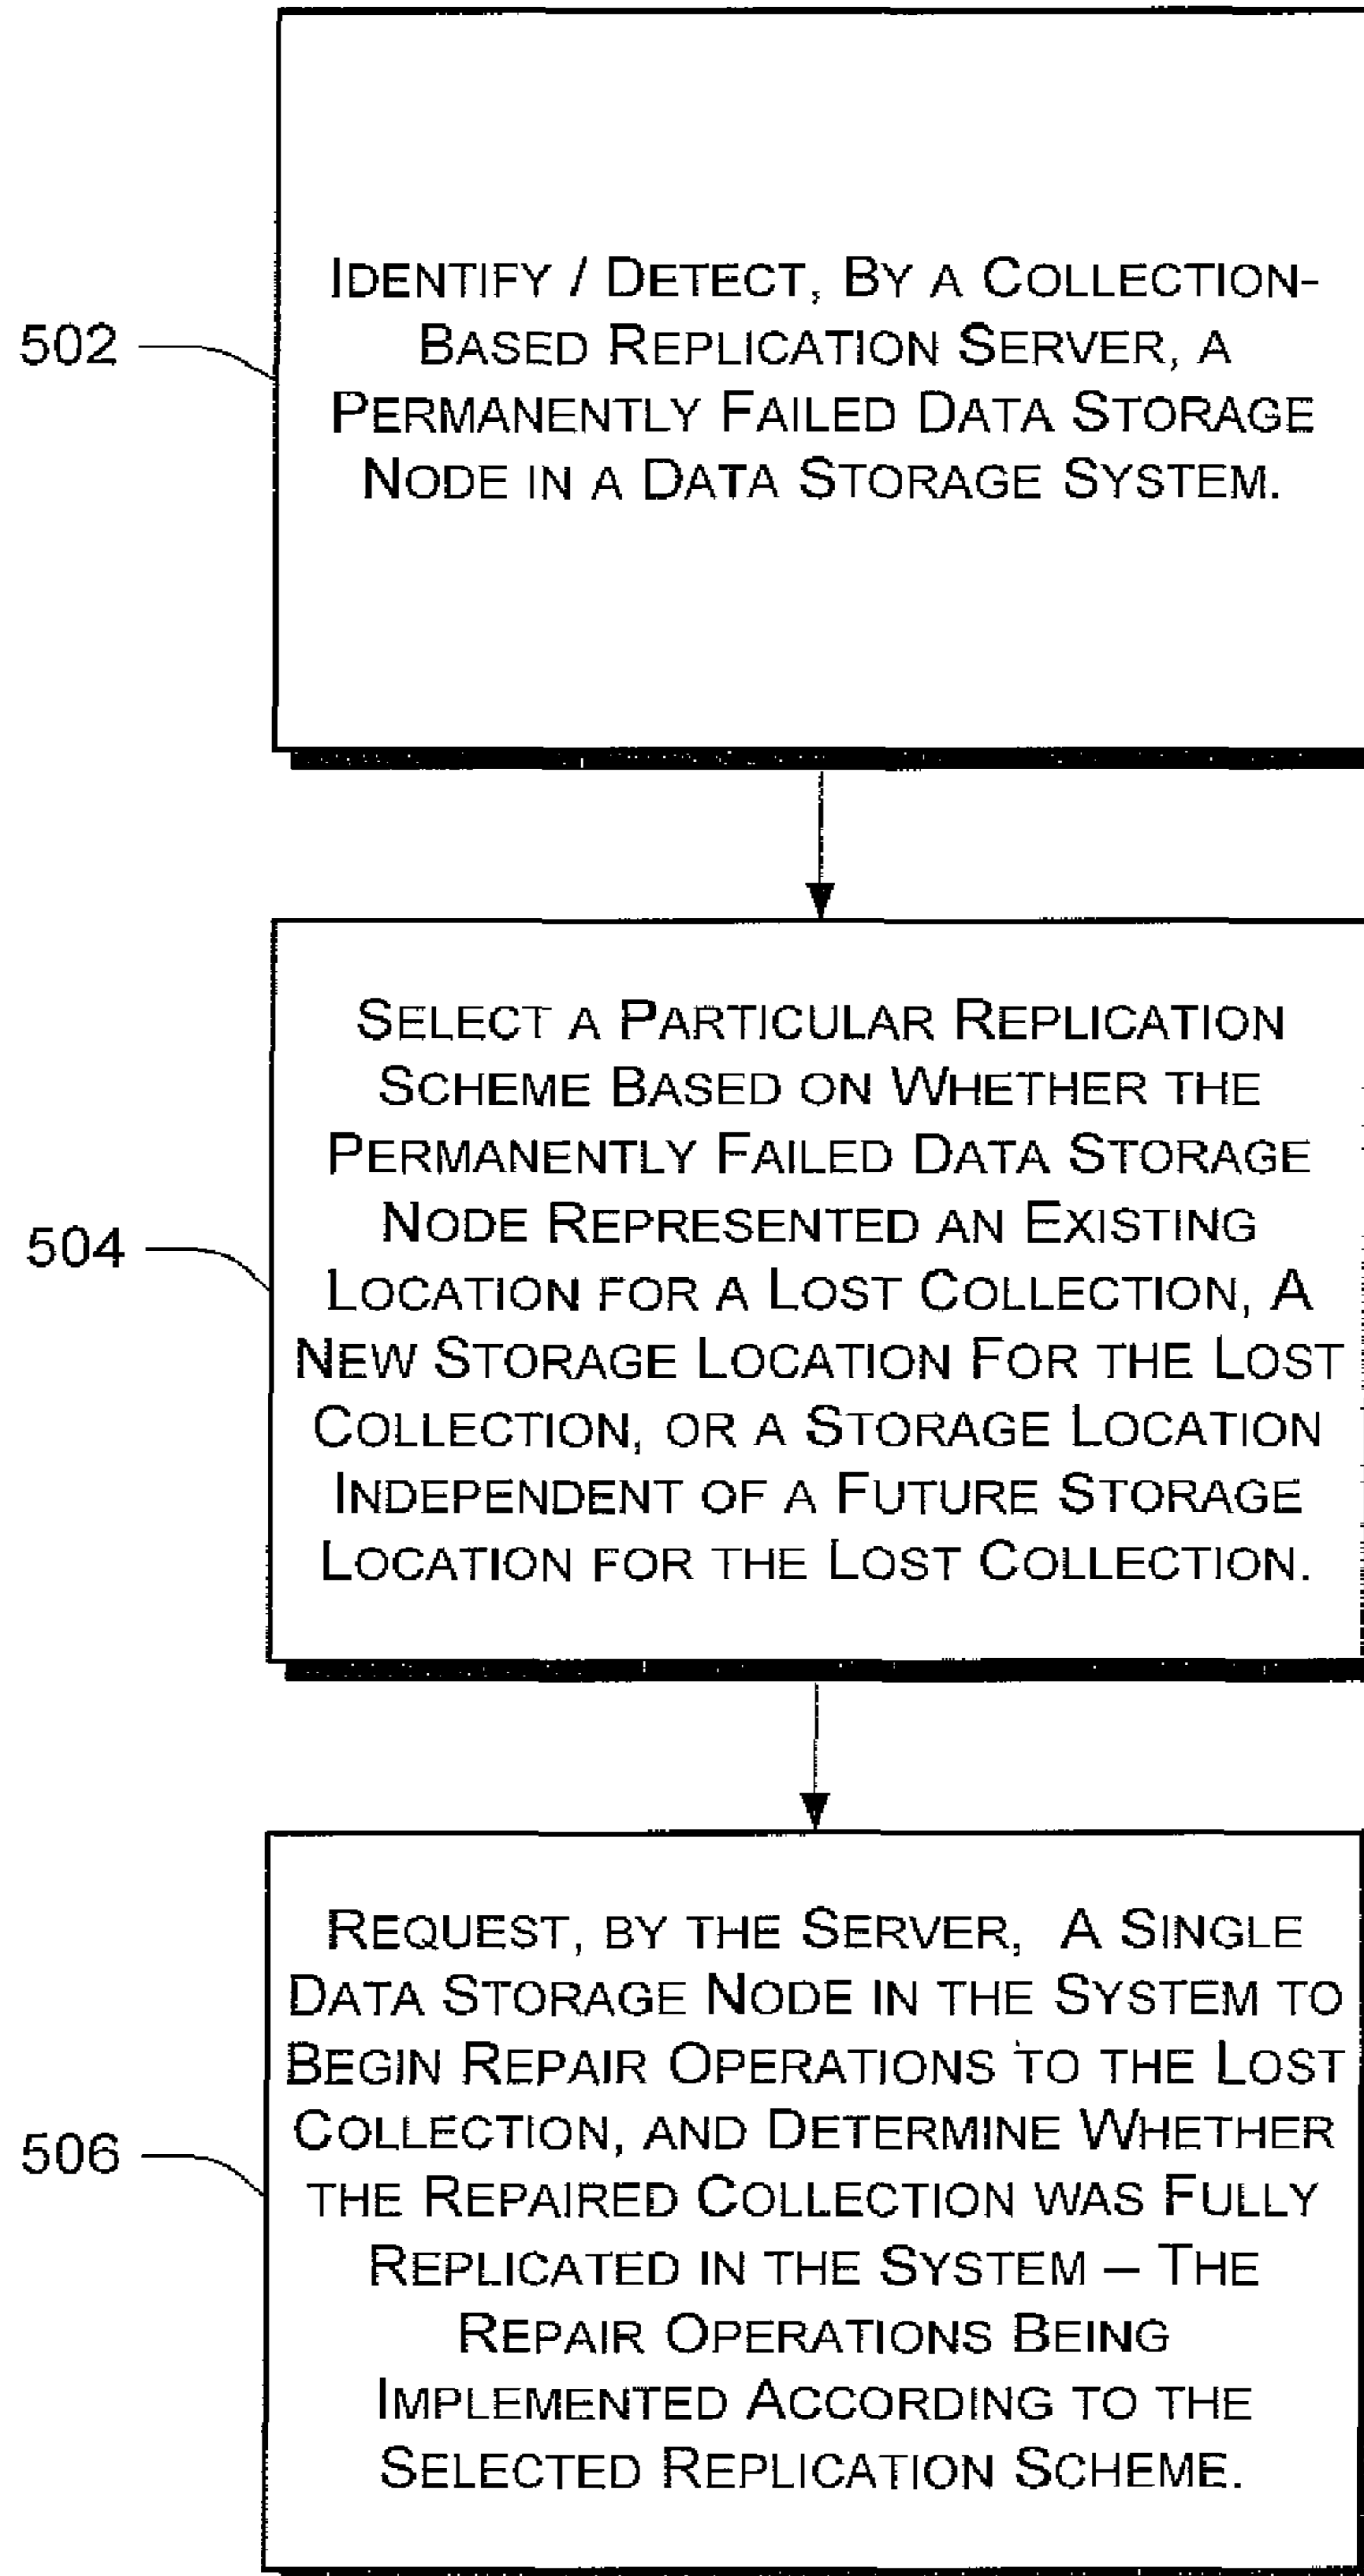 502
IDENTIFY / DETECT, BY A COLLECTION-
BASED REPLICATION SERVER, A
PERMANENTLY FAILED DATA STORAGE
NODE IN A DATA STORAGE SYSTEM.
504
SELECT A PARTICULAR REPLICATION
SCHEME BASED ON WHETHER THE
PERMANENTLY FAILED DATA STORAGE
NODE REPRESENTED AN EXISTING
LOCATION FOR A LOST COLLECTION, A
NEW STORAGE LOCATION FOR THE LOST
COLLECTION, OR A STORAGE LOCATION
INDEPENDENT OF A FUTURE STORAGE
LOCATION FOR THE LOST COLLECTION.
506
REQUEST, BY THE SERVER, A SINGLE
DATA STORAGE NODE IN THE SYSTEM TO
BEGIN REPAIR OPERATIONS TO THE LOST
COLLECTION, AND DETERMINE WHETHER
THE REPAIRED COLLECTION WAS FULLY
REPLICATED IN THE SYSTEM – THE
REPAIR OPERATIONS BEING
IMPLEMENTED ACCORDING TO THE
SELECTED REPLICATION SCHEME.